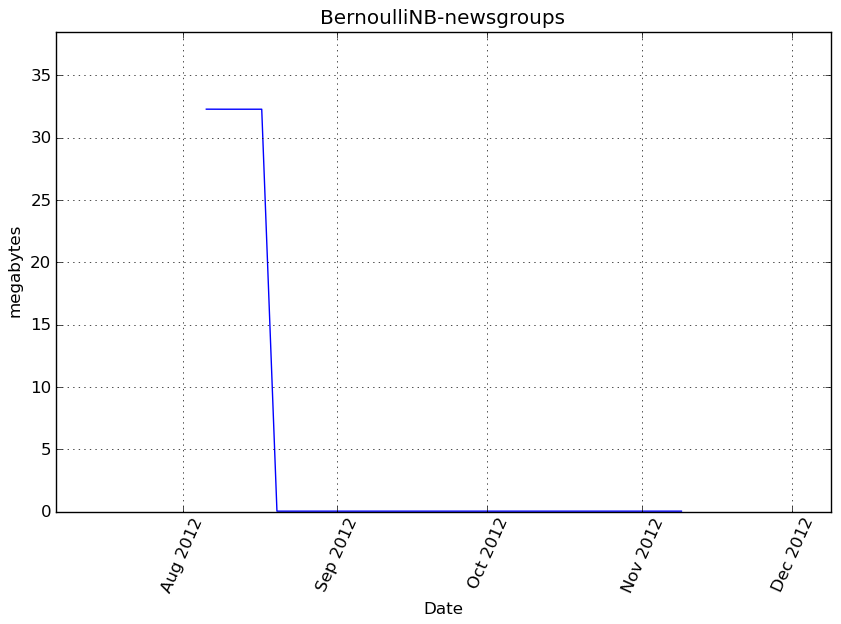 BernoulliNB-newsgroups
35
30
25
20
15
10
5
0
megabytes
Aug 2012
Sep 2012
Oct 2012
Nov 2012
Dec 2012
Date